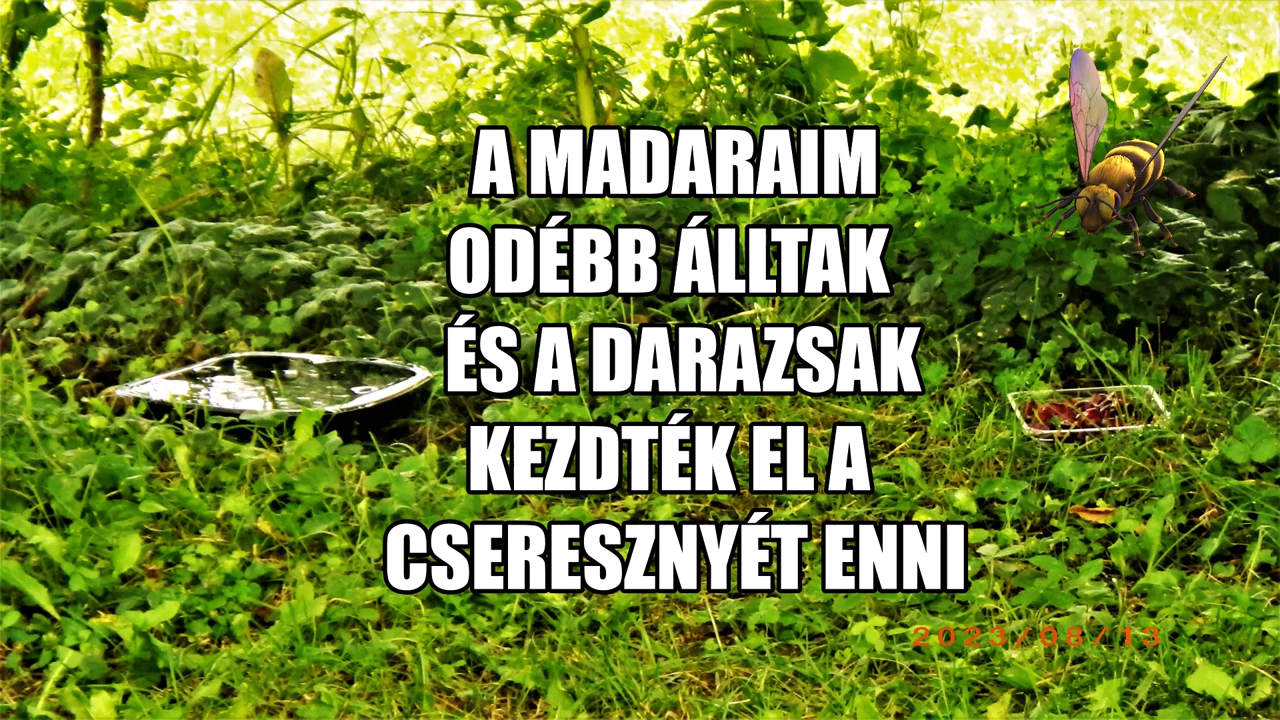 A MADARAIM
ODÉBB ÁLLTAK
ÉS A DARAZSAK
KEZDTÉK EL A
CSERESZNYÉT ENNI
2023/08/13